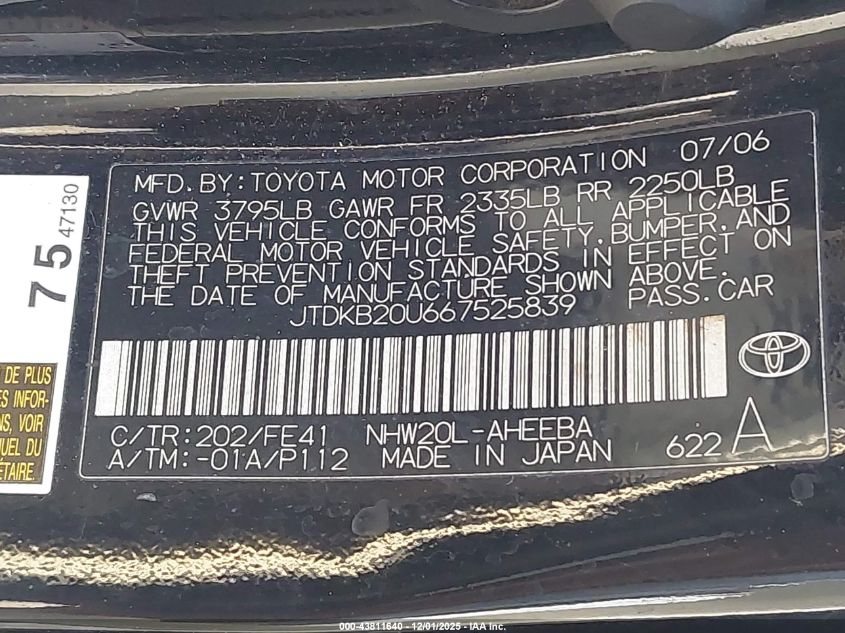 MFD. BY: TOYOTA MOTOR CORPORATION 07/06
GVWR 3795LB GAWR FR 2335LB RR 2250LB
THIS VEHICLE CONFORMS TO ALL APPLICABLE
FEDERAL MOTOR VEHICLE SAFETY, BUMPER, AND
THEFT PREVENTION STANDARDS IN EFFECT ON
THE DATE OF MANUFACTURE SHOWN ABOVE.
JTDKB20U667525839 PASS. CAR
C/TR: 202/FE41 NHW20L-AHEEBA
A/TM: -01A/P112 MADE IN JAPAN 622 A
75
47130
DE PLUS
ES INFOR-
NS, VOIR
NUEL DU
ÉTAIRE.
000-43811640 - 12/01/2025 - IAA Inc.